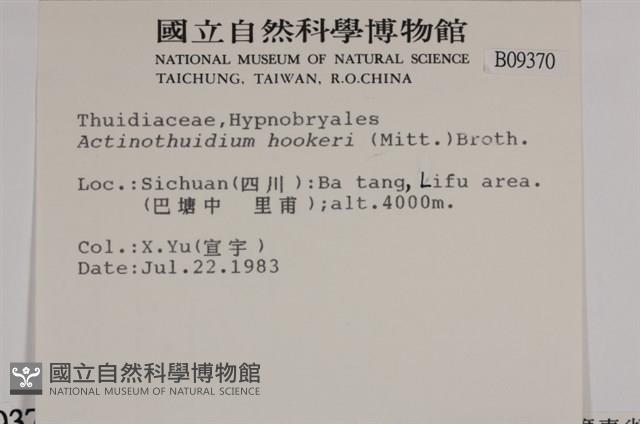 國立自然科學博物館
NATIONAL MUSEUM OF NATURAL SCIENCE
TAICHUNG, TAIWAN, R.O.CHINA
B09370
Thuidiaceae,Hypnobryales
Actinothuidium hookeri (Mitt.)Broth.
Loc.:Sichuan(四川):Ba tang,Lifu area.
(巴塘中 里甫);alt.4000m.
Col.:X.Yu(宣宇)
Date:Jul.22.1983
國立自然科學博物館
NATIONAL MUSEUM OF NATURAL SCIENCE